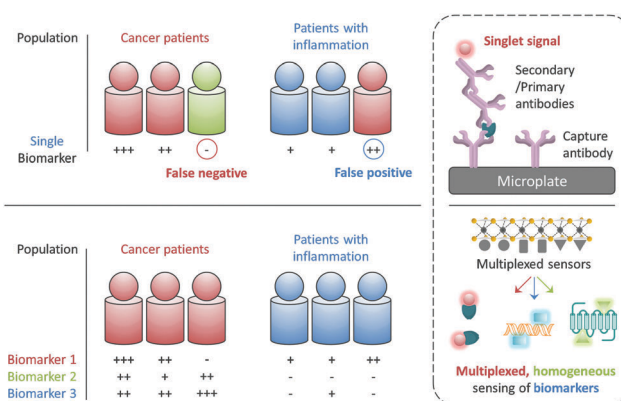 Population
Cancer patients
Patients with
inflammation
Single
Biomarker
+++ ++ - + + ++
False negative
False positive
Population
Cancer patients
Patients with
inflammation
Biomarker 1 +++ ++ - + + ++
Biomarker 2 ++ + ++ - - -
Biomarker 3 ++ ++ +++ - + -
Singlet signal
Secondary
/Primary
antibodies
Capture
antibody
Microplate
Multiplexed sensors
Multiplexed, homogeneous
sensing of biomarkers